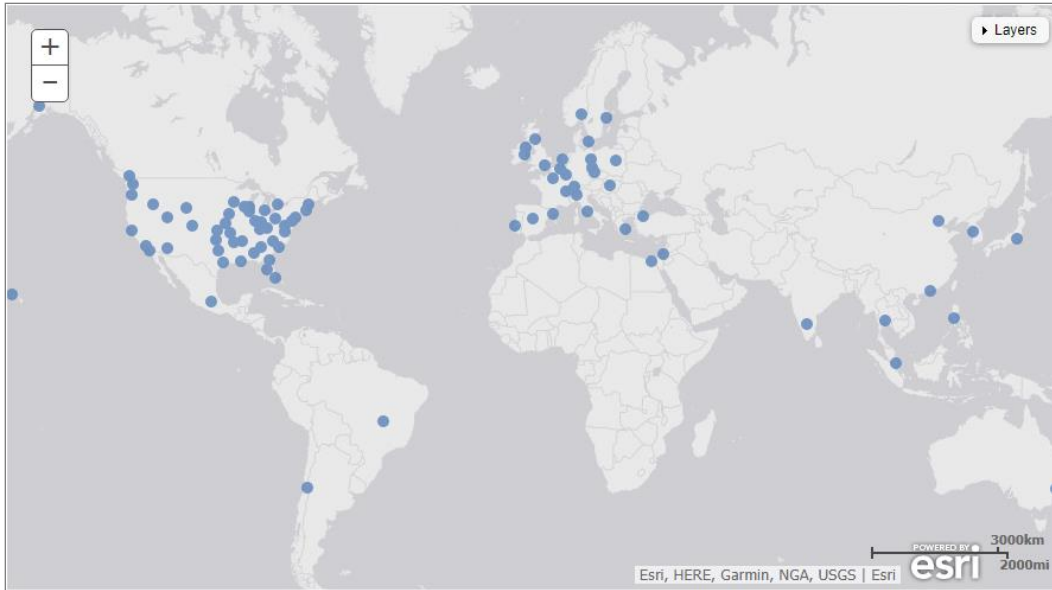 +
Layers
−
3000km
POWERED BY
esri
2000mi
Esri, HERE, Garmin, NGA, USGS | Esri